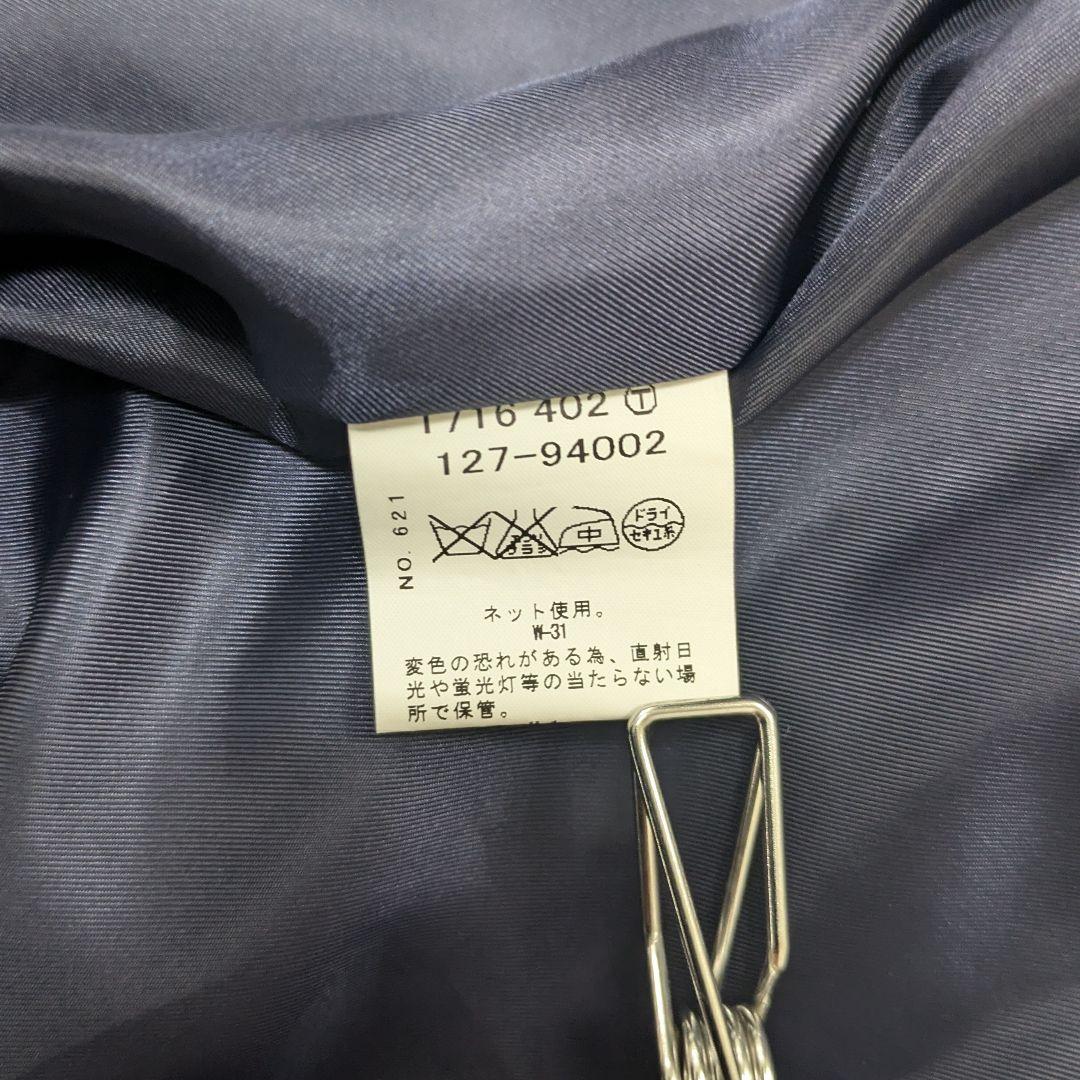 1716 402 Ⓣ
127-94002
NO. 621
中
ドライ
セキユ系
ネット使用。
W-31
変色の恐れがある為、直射日
光や蛍光灯等の当たらない場
所で保管。